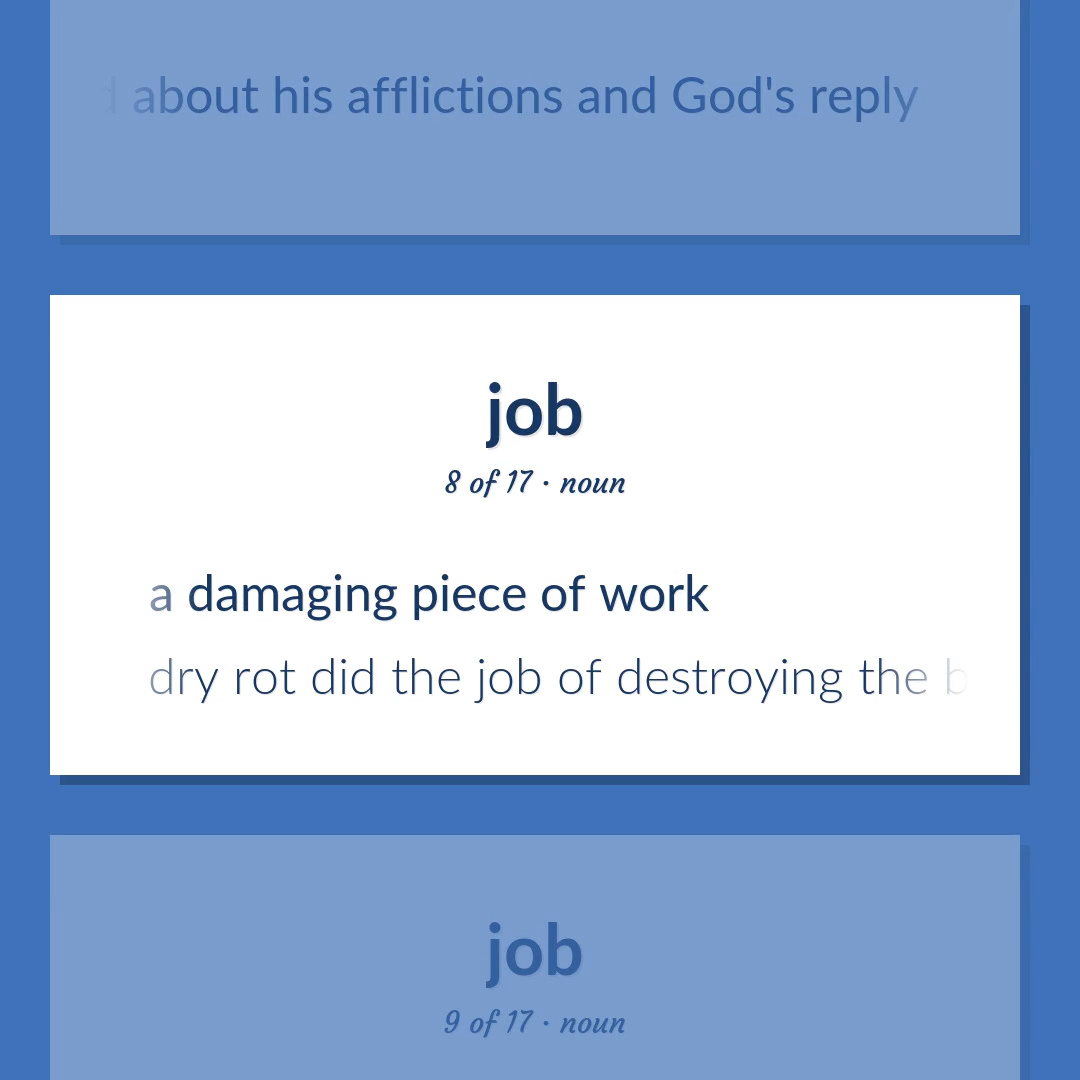 about his afflictions and God's reply
job
8 of 17 · noun
a damaging piece of work
dry rot did the job of destroying the
job
9 of 17 · noun